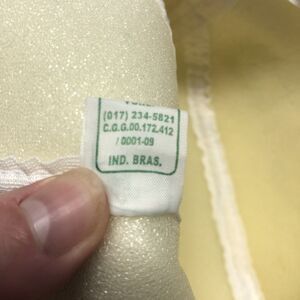 (017) 234-5821
C.G.G.00.172.412
/0001-09
IND. BRAS.